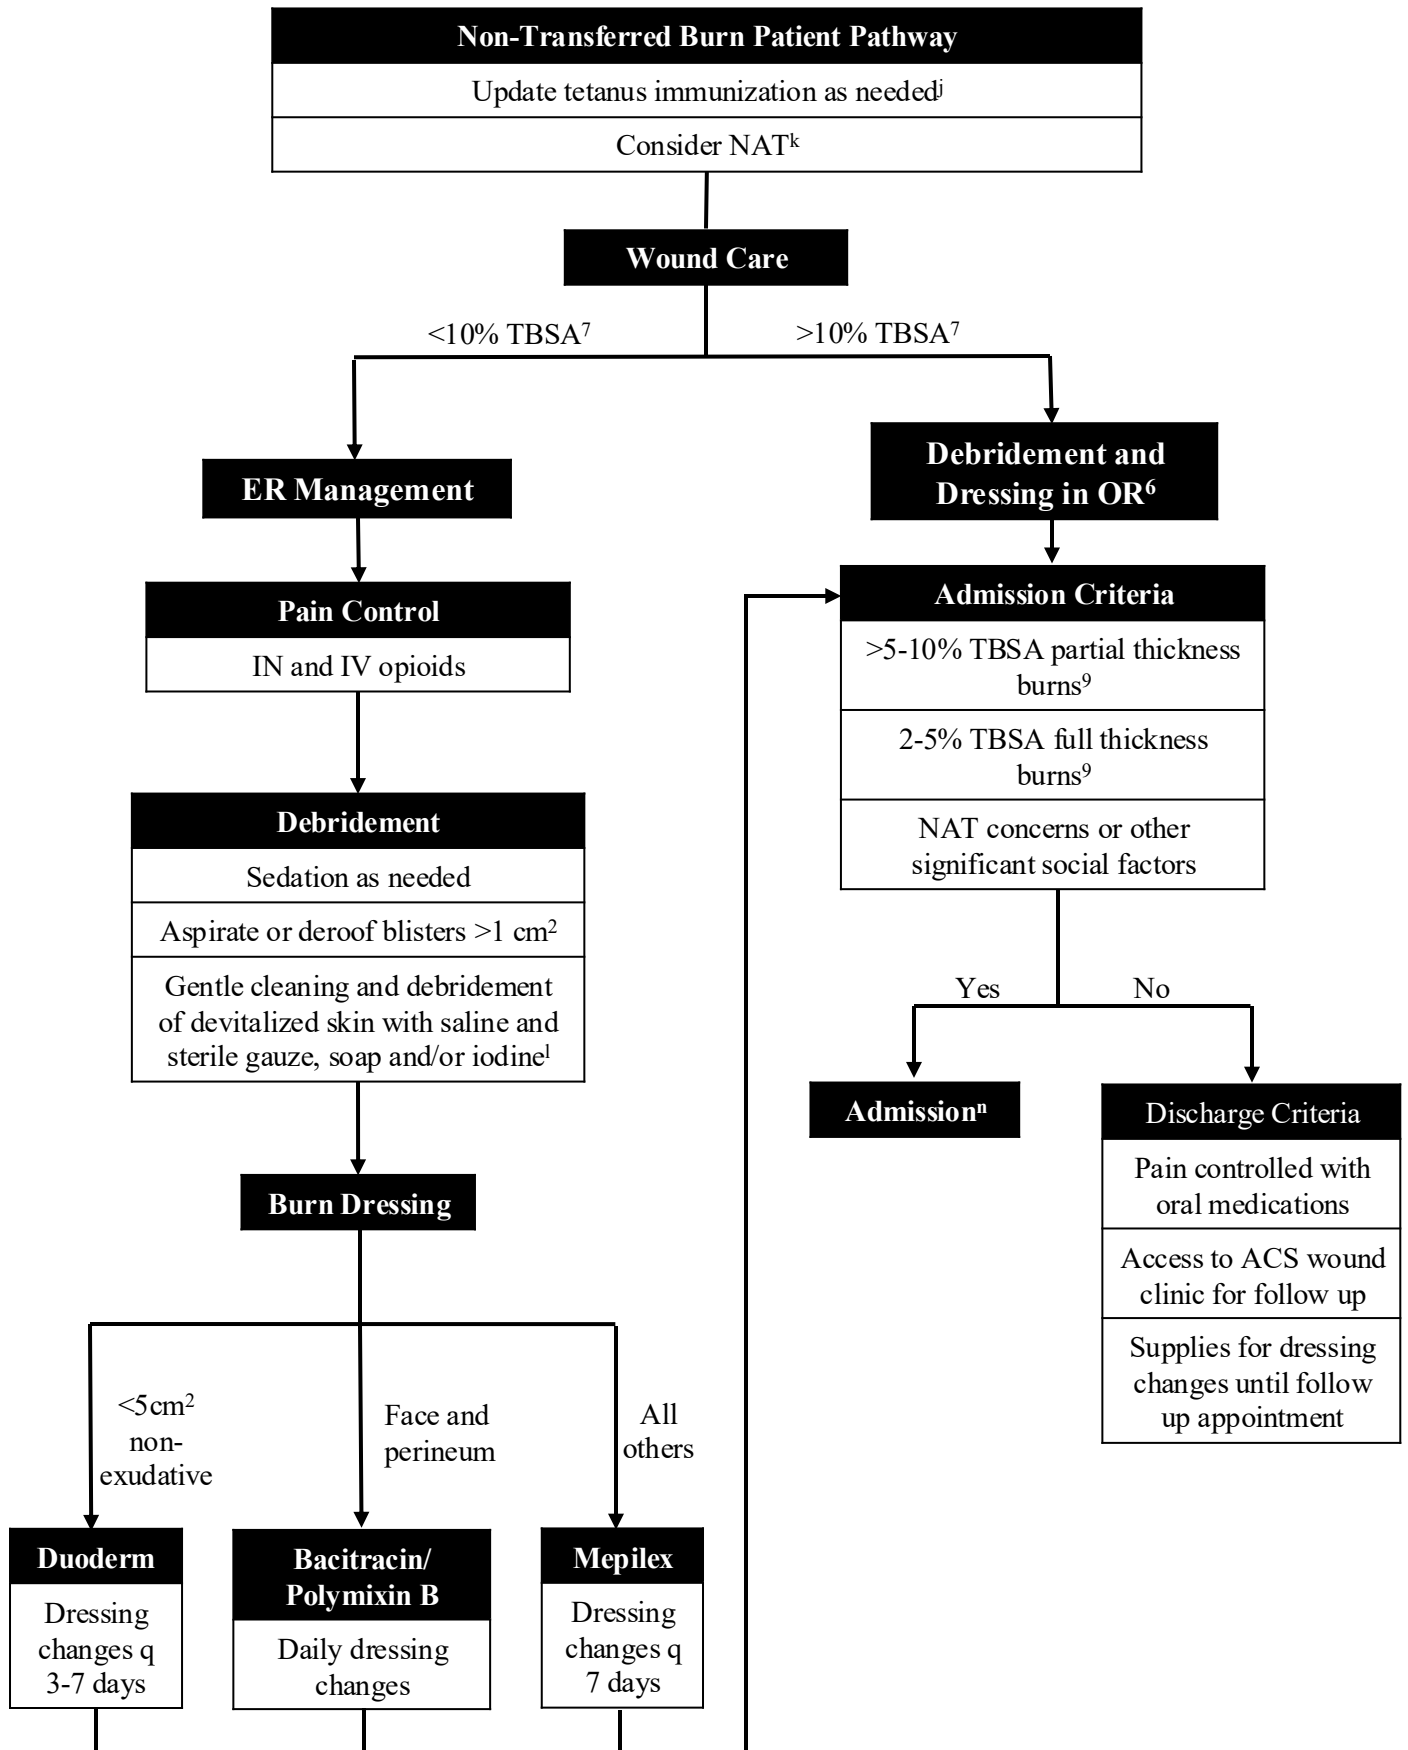 Non-Transferred Burn Patient Pathway
Update tetanus immunization as neededʲ
Consider NATᵏ
Wound Care
<10% TBSA⁷
>10% TBSA⁷
ER Management
Debridement and
Dressing in OR⁶
Pain Control
IN and IV opioids
Admission Criteria
>5-10% TBSA partial thickness
burns⁹
2-5% TBSA full thickness
burns⁹
NAT concerns or other
significant social factors
Debridement
Sedation as needed
Aspirate or deroof blisters >1 cm²
Gentle cleaning and debridement
of devitalized skin with saline and
sterile gauze, soap and/or iodineˡ
Yes
No
Admissionⁿ
Discharge Criteria
Pain controlled with
oral medications
Access to ACS wound
clinic for follow up
Supplies for dressing
changes until follow
up appointment
Burn Dressing
<5cm²
non-
exudative
Face and
perineum
All
others
Duoderm
Dressing
changes q
3-7 days
Bacitracin/
Polymixin B
Daily dressing
changes
Mepilex
Dressing
changes q
7 days